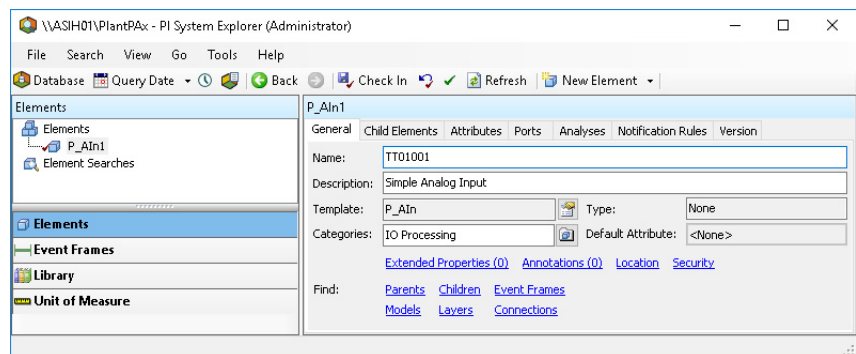 \\ASIH01\PlantPAx - PI System Explorer (Administrator)
File Search View Go Tools Help
Database Query Date Back Check In Refresh New Element
Elements
Elements
P_AIn1
Element Searches
Elements
Event Frames
Library
Unit of Measure
P_AIn1
General Child Elements Attributes Ports Analyses Notification Rules Version
Name: TT01001
Description: Simple Analog Input
Template: P_AIn Type: None
Categories: IO Processing Default Attribute: <None>
Extended Properties (0) Annotations (0) Location Security
Find: Parents Children Event Frames
Models Layers Connections